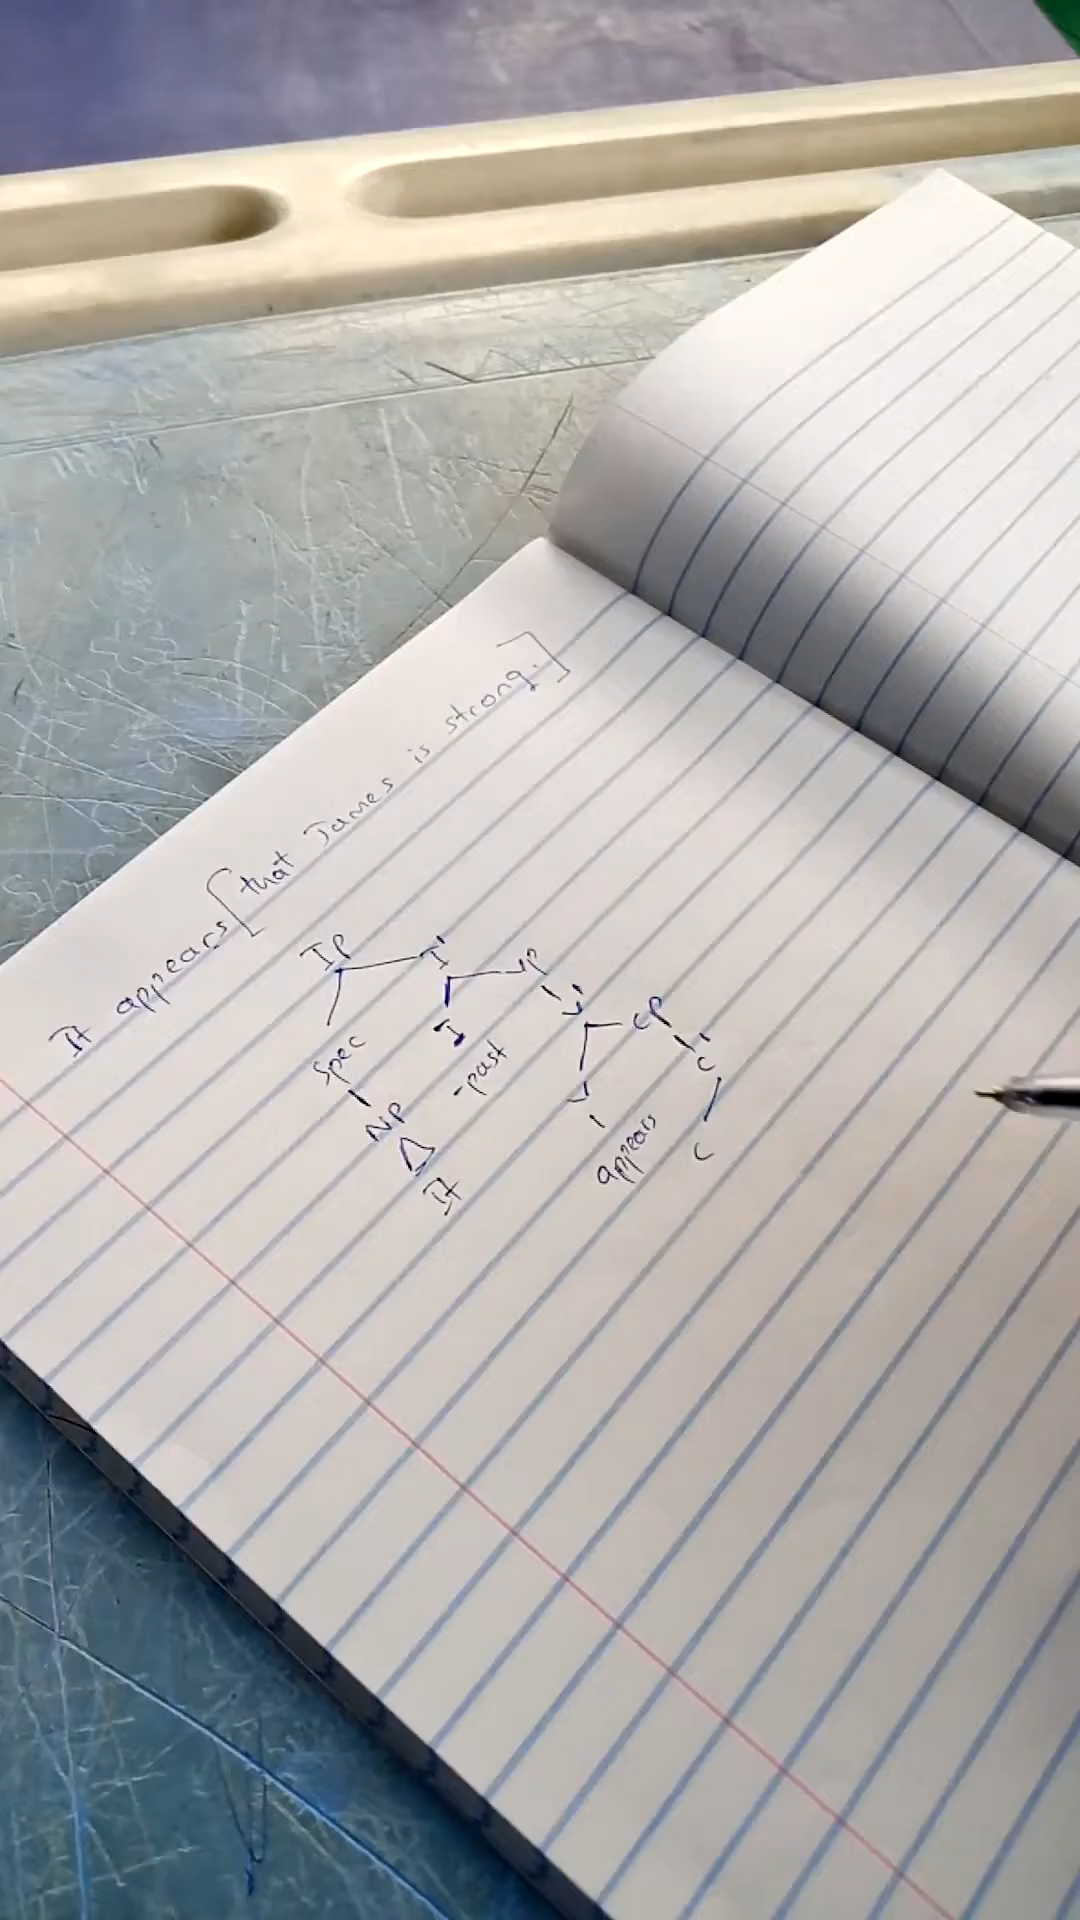 It appears [that James is strong.]
IP I' VP
Spec I V' CP
NP -past V C'
It appears C